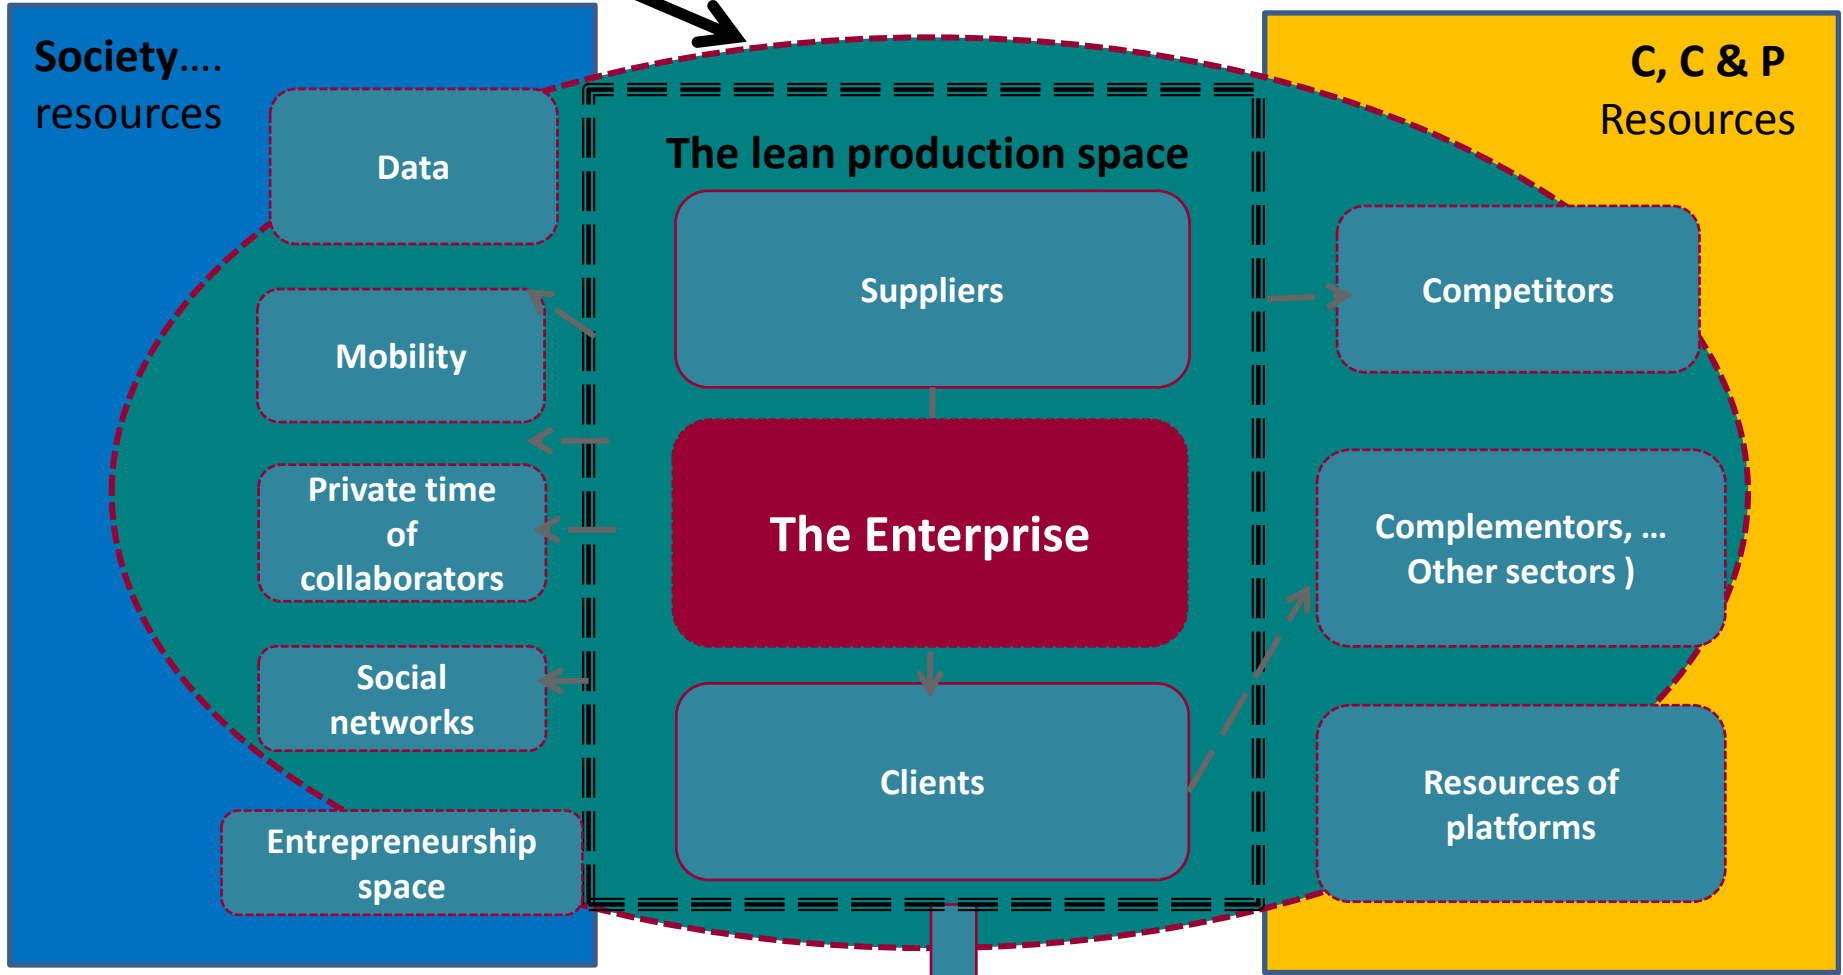 Society....
resources
Data
Mobility
Private time
of
collaborators
Social
networks
Entrepreneurship
space
The lean production space
Suppliers
The Enterprise
Clients
C, C & P
Resources
Competitors
Complementors, ...
Other sectors )
Resources of
platforms